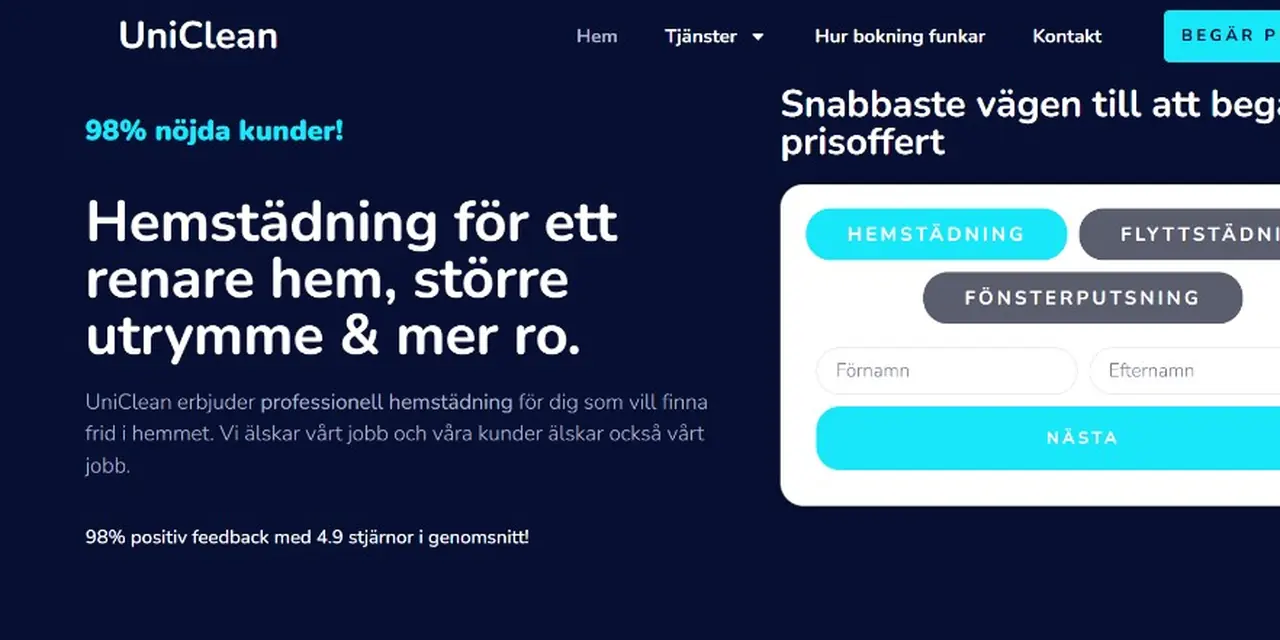 UniClean
Hem
Tjänster
Hur bokning funkar
Kontakt
BEGÄR P
98% nöjda kunder!
Hemstädning för ett
renare hem, större
utrymme & mer ro.
UniClean erbjuder professionell hemstädning för dig som vill finna
frid i hemmet. Vi älskar vårt jobb och våra kunder älskar också vårt
jobb.
98% positiv feedback med 4.9 stjärnor i genomsnitt!
Snabbaste vägen till att beg
prisoffert
HEMSTÄDNING
FLYTTSTÄDNI
FÖNSTERPUTSNING
Förnamn
Efternamn
NÄSTA